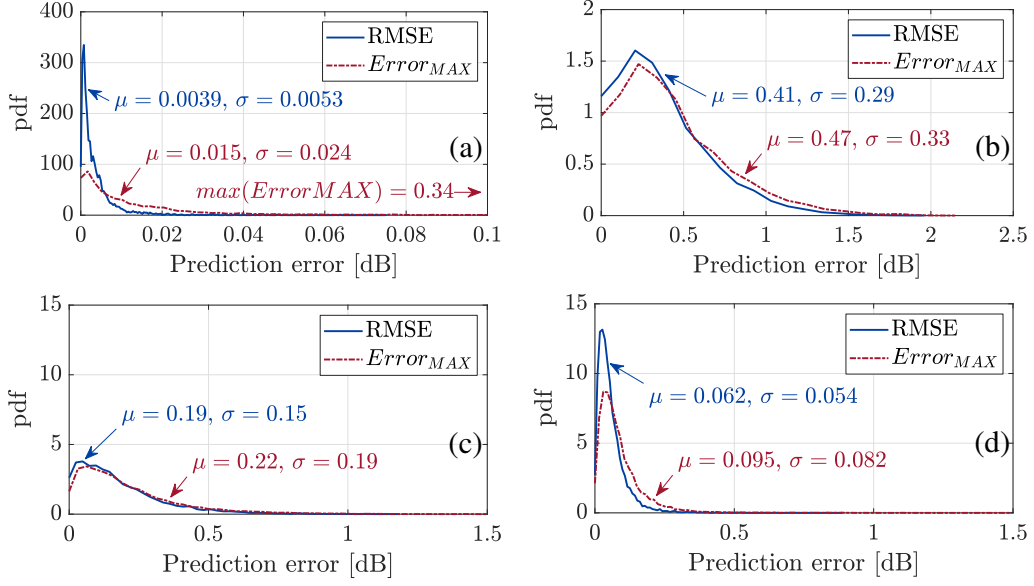 400
300
200
100
0
pdf
RMSE
Error_MAX
μ = 0.0039, σ = 0.0053
μ = 0.015, σ = 0.024
max(ErrorMAX) = 0.34
(a)
0 0.02 0.04 0.06 0.08 0.1
Prediction error [dB]
2
1.5
1
0.5
0
pdf
RMSE
Error_MAX
μ = 0.41, σ = 0.29
μ = 0.47, σ = 0.33
(b)
0 0.5 1 1.5 2 2.5
Prediction error [dB]
15
10
5
0
pdf
RMSE
Error_MAX
μ = 0.19, σ = 0.15
μ = 0.22, σ = 0.19
(c)
0 0.5 1 1.5
Prediction error [dB]
15
10
5
0
pdf
RMSE
Error_MAX
μ = 0.062, σ = 0.054
μ = 0.095, σ = 0.082
(d)
0 0.5 1 1.5
Prediction error [dB]